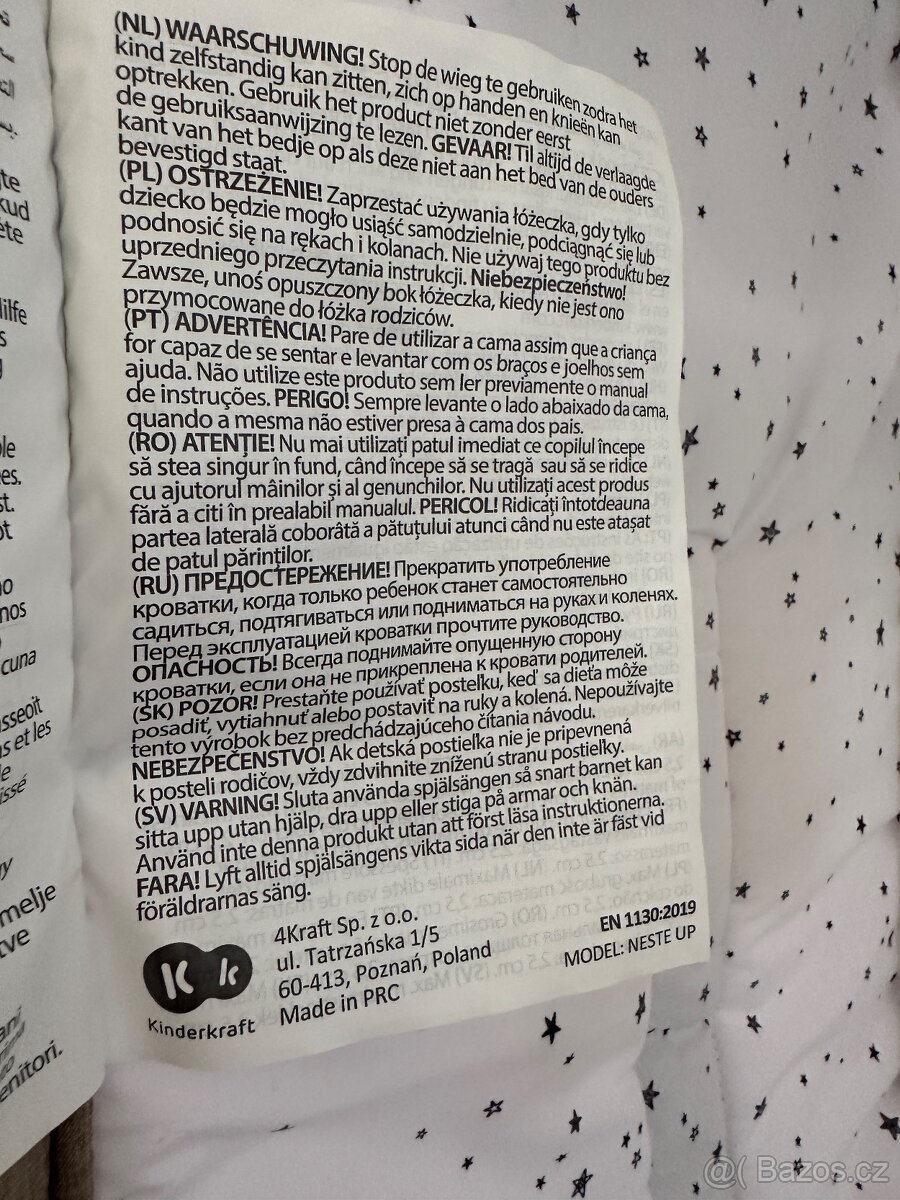 (NL) WAARSCHUWING! Stop de wieg te gebruiken zodra het
kind zelfstandig kan zitten, zich op handen en knieën kan
optrekken. Gebruik het product niet zonder eerst
de gebruiksaanwijzing te lezen. GEVAAR! Til altijd de verlaagde
kant van het bedje op als deze niet aan het bed van de ouders
bevestigd staat.
(PL) OSTRZEŻENIE! Zaprzestać używania łóżeczka, gdy tylko
dziecko będzie mogło usiąść samodzielnie, podciągnąć się lub
podnosić się na rękach i kolanach. Nie używaj tego produktu bez
uprzedniego przeczytania instrukcji. Niebezpieczeństwo!
Zawsze, unoś opuszczony bok łóżeczka, kiedy nie jest ono
przymocowane do łóżka rodziców.
(PT) ADVERTÊNCIA! Pare de utilizar a cama assim que a criança
for capaz de se sentar e levantar com os braços e joelhos sem
ajuda. Não utilize este produto sem ler previamente o manual
de instruções. PERIGO! Sempre levante o lado abaixado da cama,
quando a mesma não estiver presa à cama dos pais.
(RO) ATENȚIE! Nu mai utilizați patul imediat ce copilul începe
să stea singur în fund, când începe să se tragă sau să se ridice
cu ajutorul mâinilor și al genunchilor. Nu utilizați acest produs
fără a citi în prealabil manualul. PERICOL! Ridicați întotdeauna
partea laterală coborâtă a pătuțului atunci când nu este atașat
de patul părinților.
(RU) ПРЕДОСТЕРЕЖЕНИЕ! Прекратить употребление
кроватки, когда только ребенок станет самостоятельно
садиться, подтягиваться или подниматься на руках и коленях.
Перед эксплуатацией кроватки прочтите руководство.
ОПАСНОСТЬ! Всегда поднимайте опущенную сторону
кроватки, если она не прикреплена к кровати родителей.
(SK) POZOR! Prestaňte používať postieľku, keď sa dieťa môže
posadiť, vytiahnuť alebo postaviť na ruky a kolená. Nepoužívajte
tento výrobok bez predchádzajúceho čítania návodu.
NEBEZPEČENSTVO! Ak detská postieľka nie je pripevnená
k posteli rodičov, vždy zdvihnite zníženú stranu postieľky.
(SV) VARNING! Sluta använda spjälsängen så snart barnet kan
sitta upp utan hjälp, dra upp eller stiga på armar och knän.
Använd inte denna produkt utan att först läsa instruktionerna.
FARA! Lyft alltid spjälsängens vikta sida när den inte är fäst vid
föräldrarnas säng.
4Kraft Sp. z o.o.
ul. Tatrzańska 1/5
60-413, Poznań, Poland
Made in PRC
EN 1130:2019
MODEL: NESTE UP
K k
Kinderkraft
enitori.
@( Bazos.cz